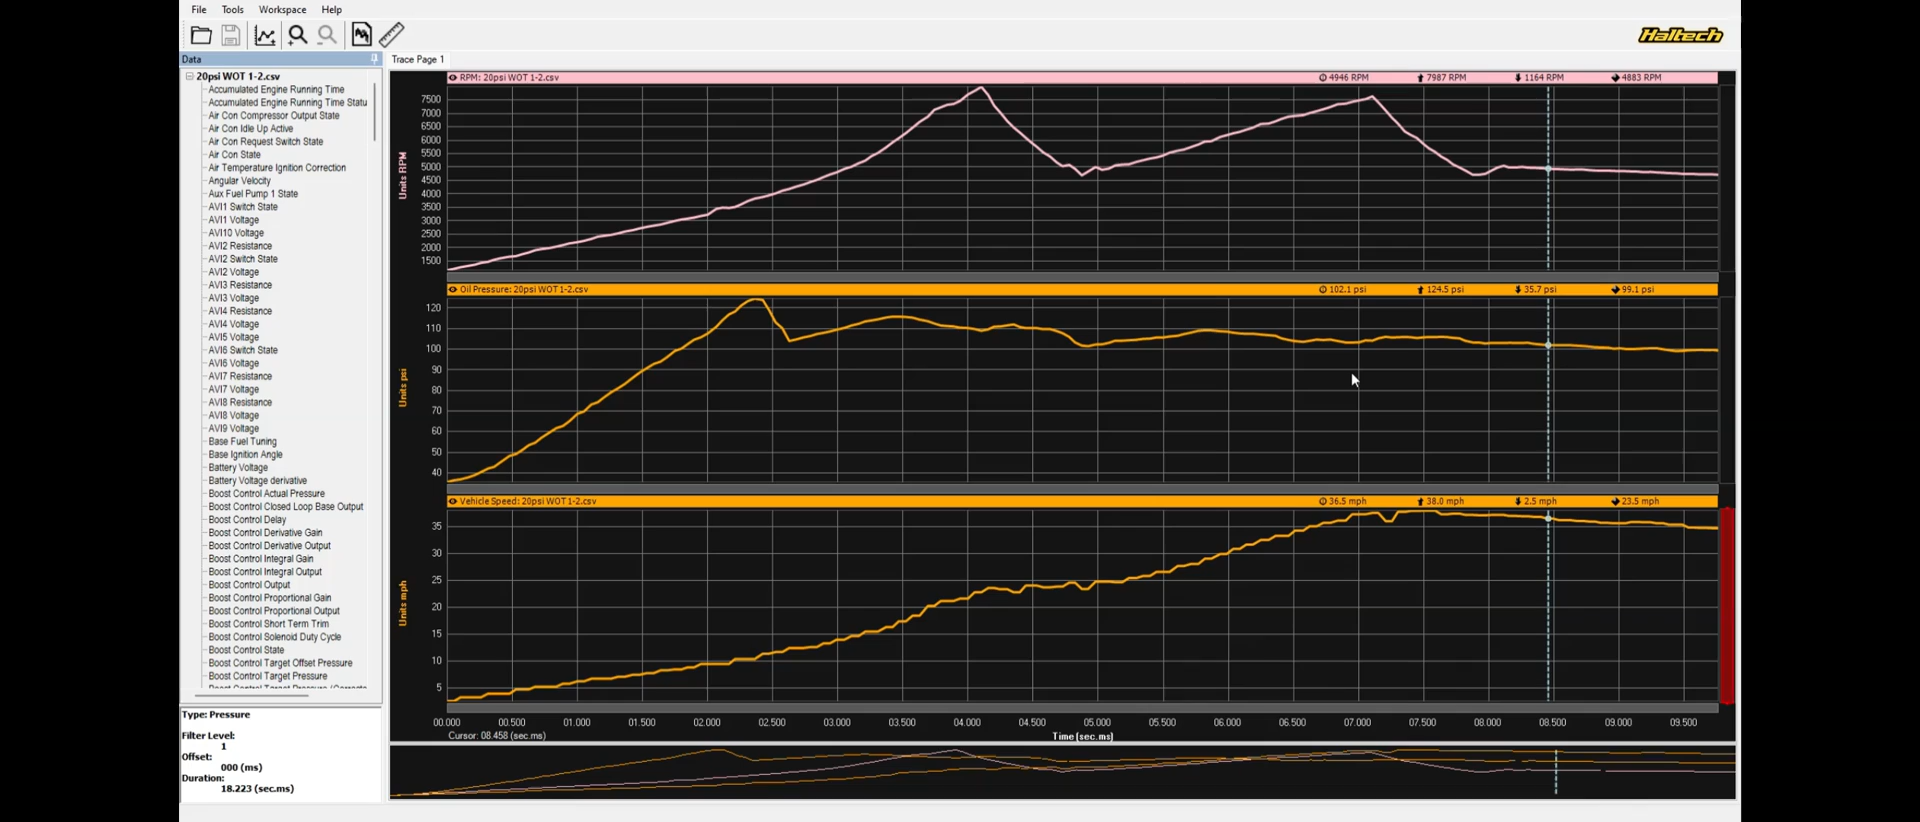 File Tools Workspace Help
Haltech
Data
Trace Page 1
20psi WOT 1-2.csv
Accumulated Engine Running Time
Accumulated Engine Running Time Statu
Air Con Compressor Output State
Air Con Idle Up Active
Air Con Request Switch State
Air Con State
Air Temperature Ignition Correction
Angular Velocity
Aux Fuel Pump 1 State
AVI1 Switch State
AVI1 Voltage
AVI10 Voltage
AVI2 Resistance
AVI2 Switch State
AVI2 Voltage
AVI3 Resistance
AVI3 Voltage
AVI4 Resistance
AVI4 Voltage
AVI5 Voltage
AVI6 Switch State
AVI6 Voltage
AVI7 Resistance
AVI7 Voltage
AVI8 Resistance
AVI8 Voltage
AVI9 Voltage
Base Fuel Tuning
Base Ignition Angle
Battery Voltage
Battery Voltage derivative
Boost Control Actual Pressure
Boost Control Closed Loop Base Output
Boost Control Delay
Boost Control Derivative Gain
Boost Control Derivative Output
Boost Control Integral Gain
Boost Control Integral Output
Boost Control Output
Boost Control Proportional Gain
Boost Control Proportional Output
Boost Control Short Term Trim
Boost Control Solenoid Duty Cycle
Boost Control State
Boost Control Target Offset Pressure
Boost Control Target Pressure
Type: Pressure
Filter Level:
1
Offset:
000 (ms)
Duration:
18.223 (sec.ms)
RPM: 20psi WOT 1-2.csv 4946 RPM 7987 RPM 1164 RPM 4883 RPM
Units RPM
7500
7000
6500
6000
5500
5000
4500
4000
3500
3000
2500
2000
1500
Oil Pressure: 20psi WOT 1-2.csv 102.1 psi 124.5 psi 35.7 psi 99.1 psi
Units psi
120
110
100
90
80
70
60
50
40
Vehicle Speed: 20psi WOT 1-2.csv 36.5 mph 38.0 mph 2.5 mph 23.5 mph
Units mph
35
30
25
20
15
10
5
00.000 00.500 01.000 01.500 02.000 02.500 03.000 03.500 04.000 04.500 05.000 05.500 06.000 06.500 07.000 07.500 08.000 08.500 09.000 09.500
Cursor: 08.458 (sec.ms) Time [sec.ms]